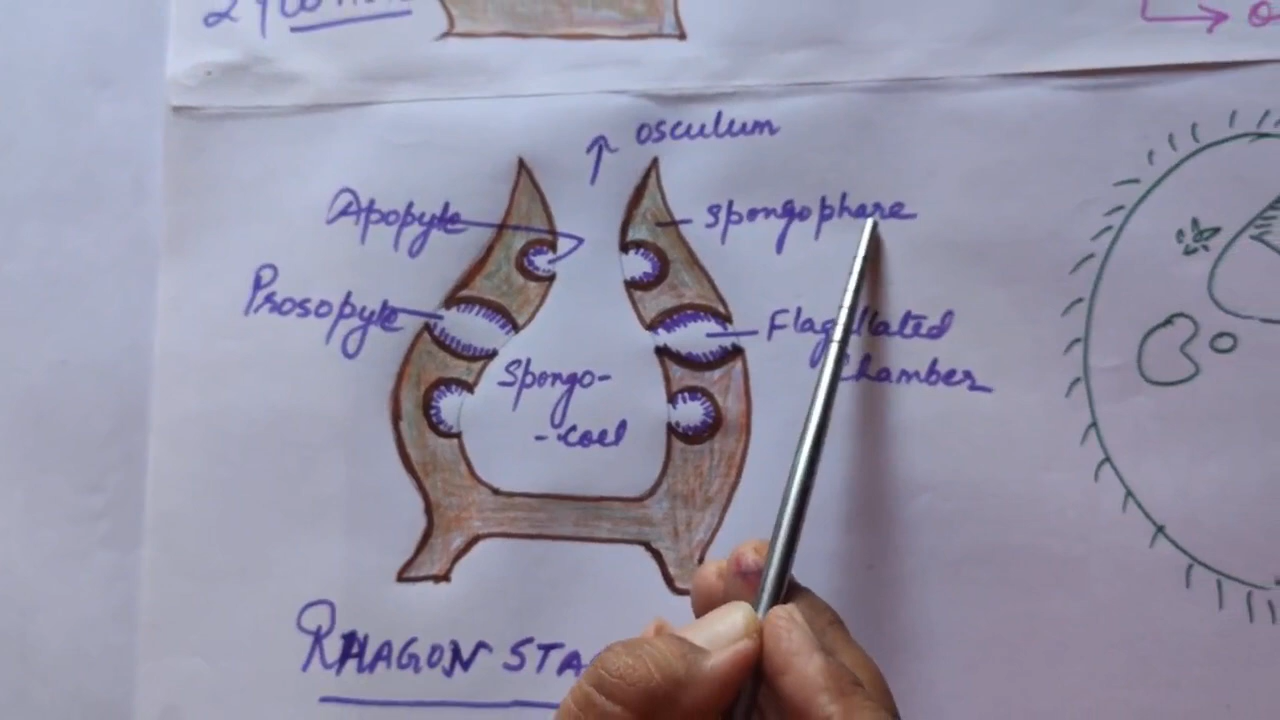 osculum
Apopyle
spongophare
Prosopyle
Flagellated
chamber
Spongo-
-coel
RHAGON STA